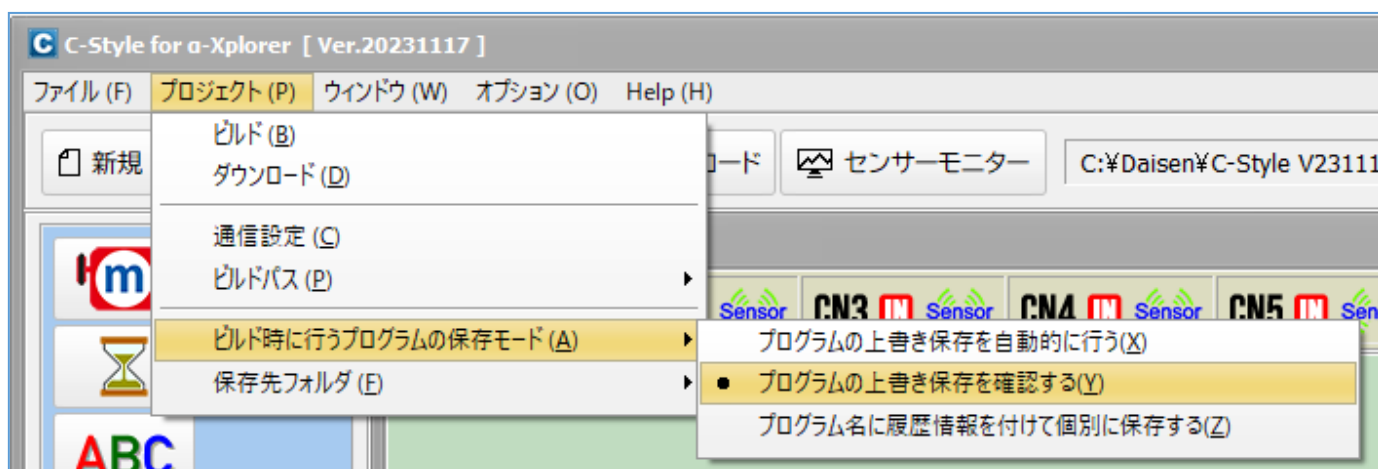 C-Style for α-Xplorer [ Ver.20231117 ]
ファイル (F) プロジェクト (P) ウィンドウ (W) オプション (O) Help (H)
ビルド (B)
新規
ード
センサーモニター
C:¥Daisen¥C-Style V23111
ダウンロード (D)
通信設定 (C)
m
ビルドパス (P)
Sensor CN3 IN Sensor CN4 IN Sensor CN5 IN Sen
ビルド時に行うプログラムの保存モード (A)
プログラムの上書き保存を自動的に行う(X)
保存先フォルダ (F)
プログラムの上書き保存を確認する(Y)
プログラム名に履歴情報を付けて個別に保存する(Z)
ABC